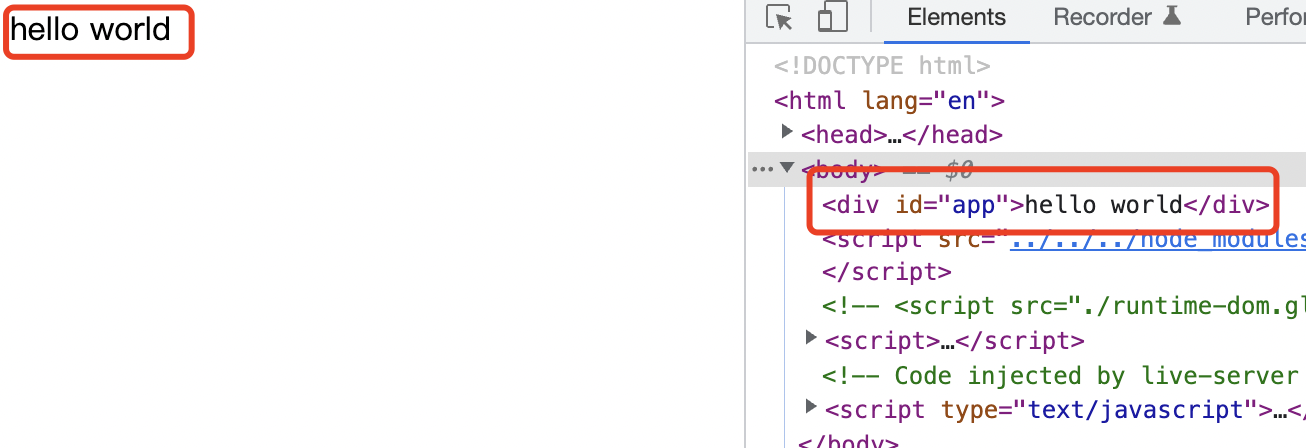 hello world
Elements Recorder Perfor
<!DOCTYPE html>
<html lang="en">
<head>…</head>
<body> == $0
<div id="app">hello world</div>
<script src="../../../node_modules
</script>
<!-- <script src="./runtime-dom.gl
<script>…</script>
<!-- Code injected by live-server
<script type="text/javascript">…</
</body>